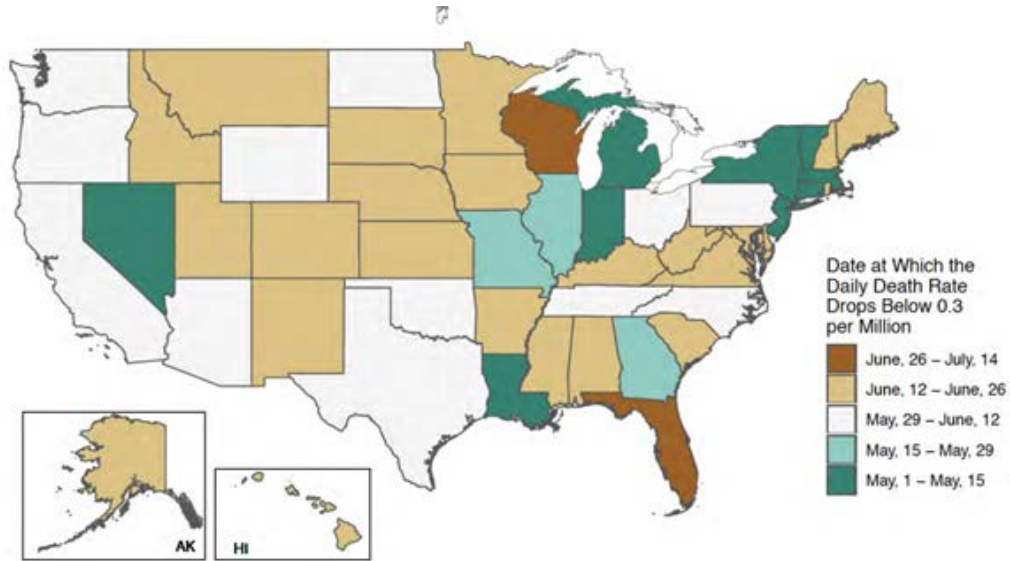 Date at Which the
Daily Death Rate
Drops Below 0.3
per Million
June, 26 – July, 14
June, 12 – June, 26
May, 29 – June, 12
May, 15 – May, 29
May, 1 – May, 15
AK
HI